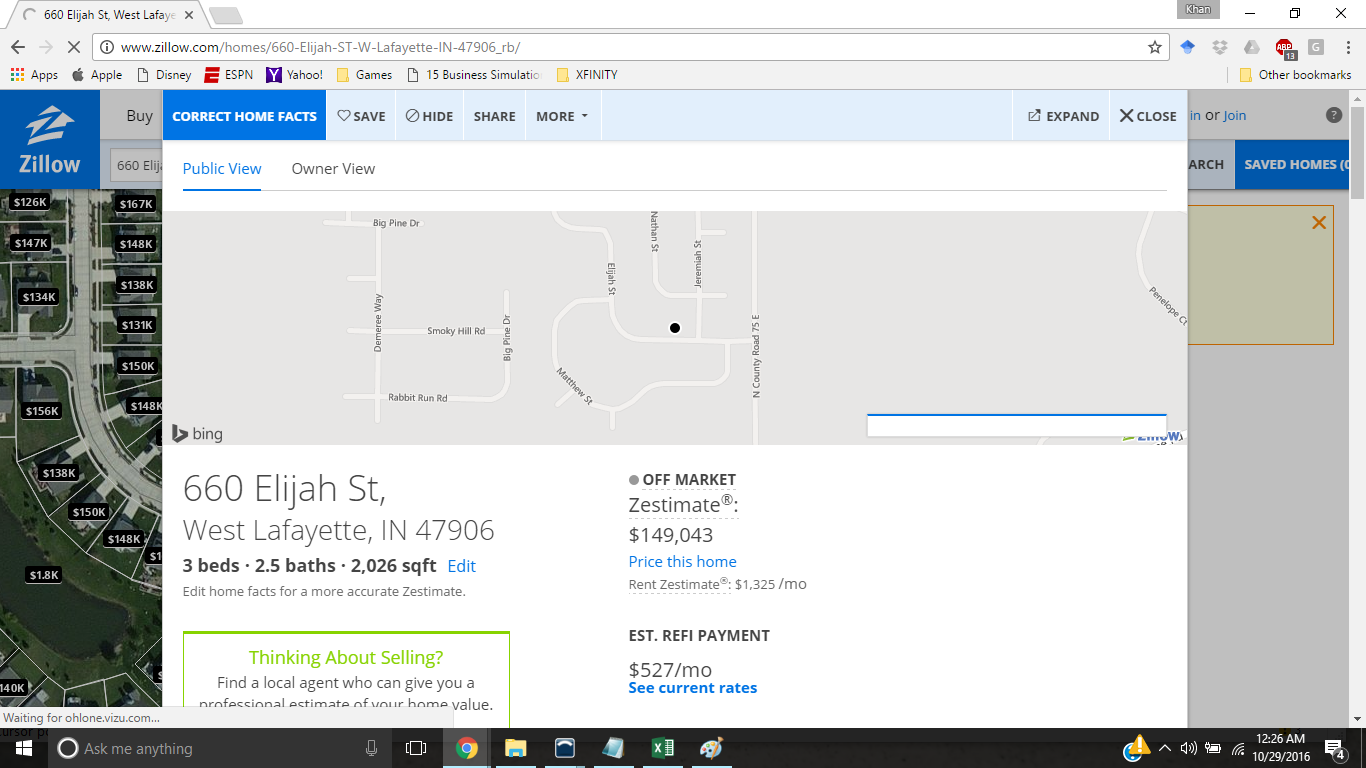 660 Elijah St, West Lafaye
Khan
www.zillow.com/homes/660-Elijah-ST-W-Lafayette-IN-47906_rb/
ABP
13
G
Apps
Apple
Disney
ESPN
Yahoo!
Games
15 Business Simulatio
XFINITY
Other bookmarks
Zillow
Buy
CORRECT HOME FACTS
SAVE
HIDE
SHARE
MORE
EXPAND
CLOSE
in or Join
?
660 Elij
ARCH
SAVED HOMES (0
Public View
Owner View
$126K
$167K
$147K
$148K
$134K
$138K
$131K
$150K
$156K
$148K
$138K
$150K
$148K
$1
$1.8K
140K
Big Pine Dr
Nathan St
Jeremiah St
Elijah St
Demeree Way
Smoky Hill Rd
Big Pine Dr
Rabbit Run Rd
Matthew St
N County Road 75 E
Penelope Ct
bing
Zillow
660 Elijah St,
West Lafayette, IN 47906
3 beds · 2.5 baths · 2,026 sqft Edit
Edit home facts for a more accurate Zestimate.
OFF MARKET
Zestimate®:
$149,043
Price this home
Rent Zestimate®: $1,325 /mo
EST. REFI PAYMENT
$527/mo
See current rates
Thinking About Selling?
Find a local agent who can give you a
professional estimate of your home value.
Waiting for ohlone.vizu.com...
Ask me anything
12:26 AM
10/29/2016
4